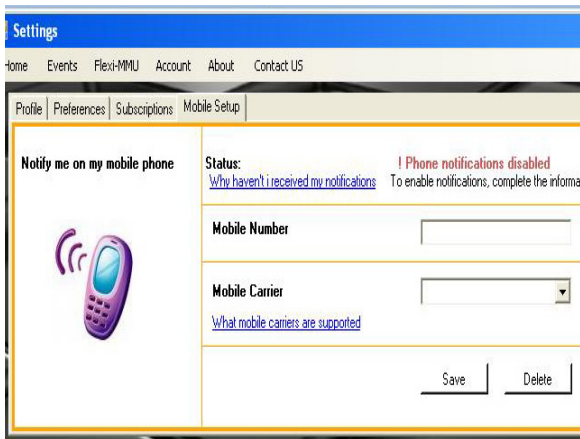 Settings
Home Events Flexi-MMU Account About Contact US
Profile Preferences Subscriptions Mobile Setup
Notify me on my mobile phone
Status:
! Phone notifications disabled
Why haven't i received my notifications
To enable notifications, complete the informa
Mobile Number
Mobile Carrier
What mobile carriers are supported
Save Delete